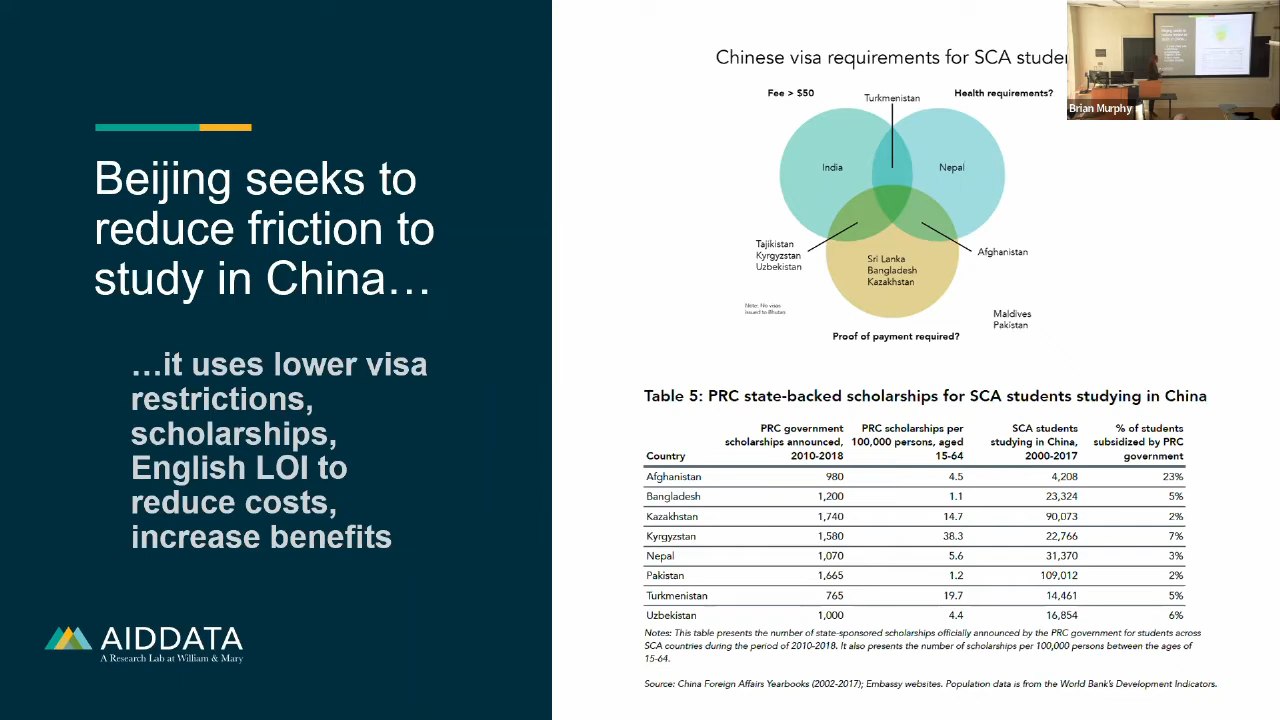 Beijing seeks to
reduce friction to
study in China…
…it uses lower visa
restrictions,
scholarships,
English LOI to
reduce costs,
increase benefits
AIDDATA
A Research Lab at William & Mary
Chinese visa requirements for SCA
Fee > $50
Turkmenistan
Health requirements?
India
Nepal
Tajikistan
Kyrgyzstan
Uzbekistan
Afghanistan
Sri Lanka
Bangladesh
Kazakhstan
Note: No visas
issued to Bhutan
Maldives
Pakistan
Proof of payment required?
Brian Murphy
Table 5: PRC state-backed scholarships for SCA students studying in China
Country
PRC government
scholarships announced,
2010-2018
PRC scholarships per
100,000 persons, aged
15-64
SCA students
studying in China,
2000-2017
% of students
subsidized by PRC
government
Afghanistan 980 4.5 4,208 23%
Bangladesh 1,200 1.1 23,324 5%
Kazakhstan 1,740 14.7 90,073 2%
Kyrgyzstan 1,580 38.3 22,766 7%
Nepal 1,070 5.6 31,370 3%
Pakistan 1,665 1.2 109,012 2%
Turkmenistan 765 19.7 14,461 5%
Uzbekistan 1,000 4.4 16,854 6%
Notes: This table presents the number of state-sponsored scholarships officially announced by the PRC government for students across
SCA countries during the period of 2010-2018. It also presents the number of scholarships per 100,000 persons between the ages of
15-64.
Source: China Foreign Affairs Yearbooks (2002-2017); Embassy websites. Population data is from the World Bank's Development Indicators.